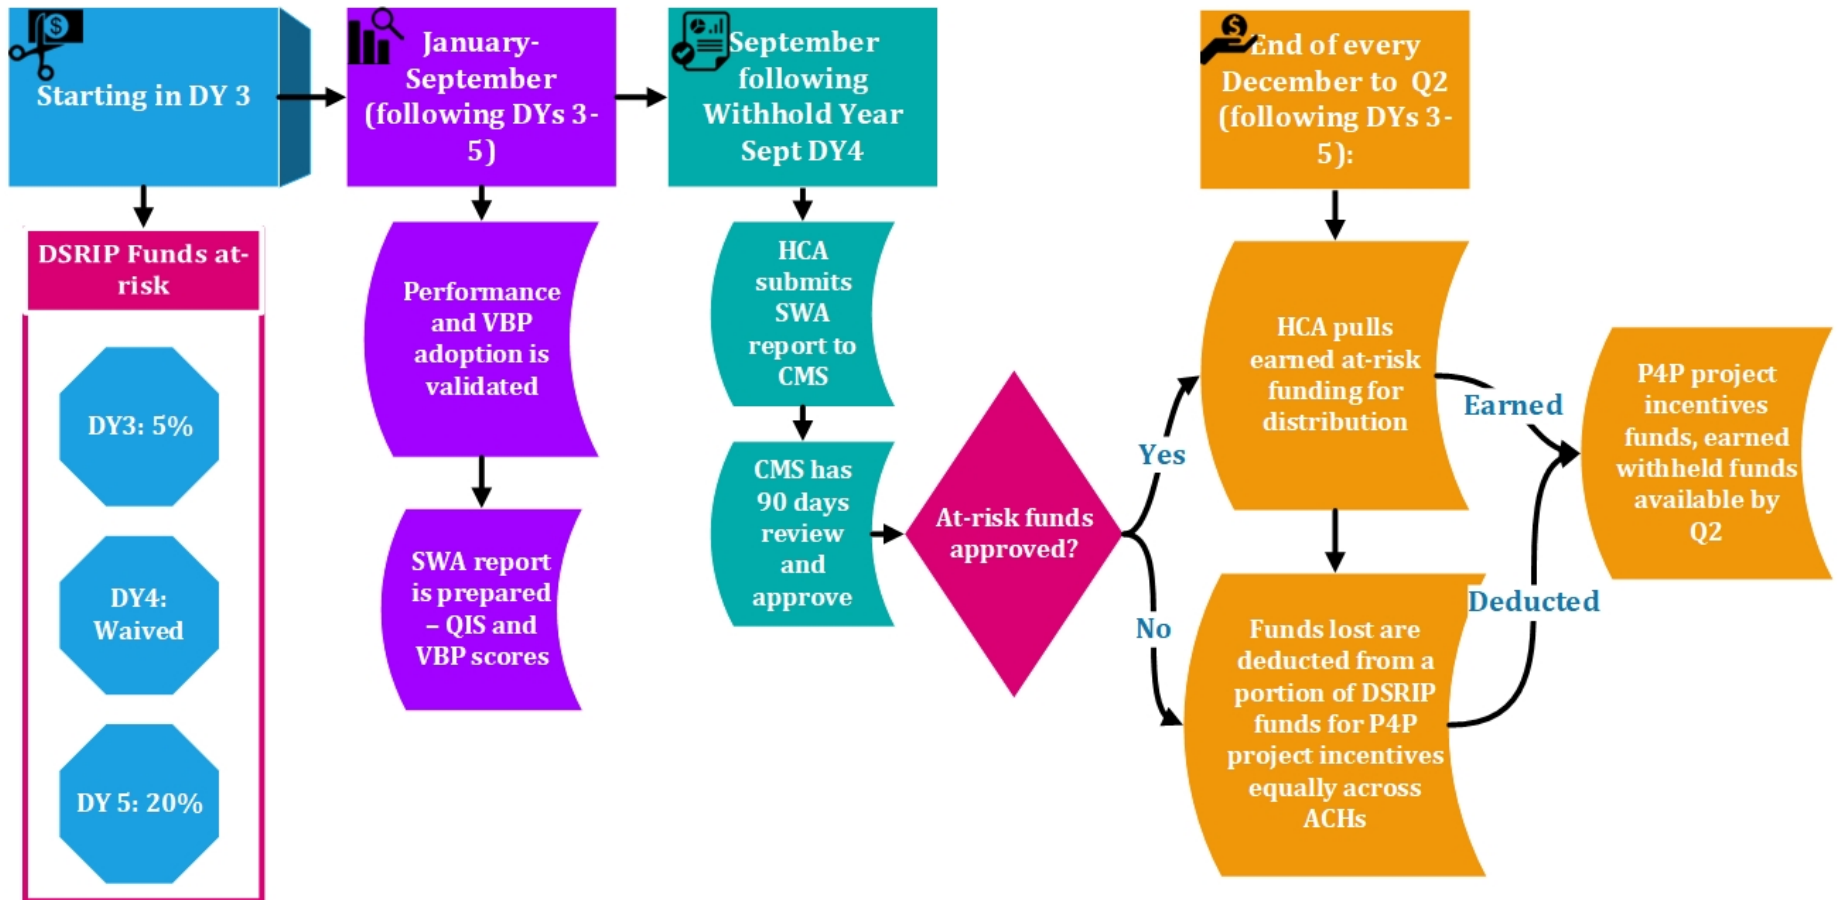 Starting in DY 3
DSRIP Funds at-
risk
DY3: 5%
DY4:
Waived
DY 5: 20%
January-
September
(following DYs 3-
5)
Performance
and VBP
adoption is
validated
SWA report
is prepared
– QIS and
VBP scores
September
following
Withhold Year
Sept DY4
HCA
submits
SWA
report to
CMS
CMS has
90 days
review
and
approve
At-risk funds
approved?
Yes
No
$
End of every
December to Q2
(following DYs 3-
5):
HCA pulls
earned at-risk
funding for
distribution
Funds lost are
deducted from a
portion of DSRIP
funds for P4P
project incentives
equally across
ACHs
Earned
Deducted
P4P project
incentives
funds, earned
withheld funds
available by
Q2
$